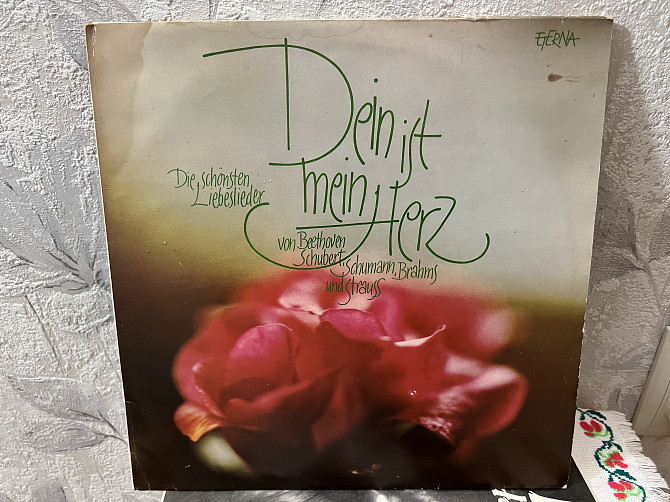 ETERNA
Dein ist
mein Herz
Die schönsten
Liebeslieder
von Beethoven
Schubert, Schumann, Brahms
und Strauss